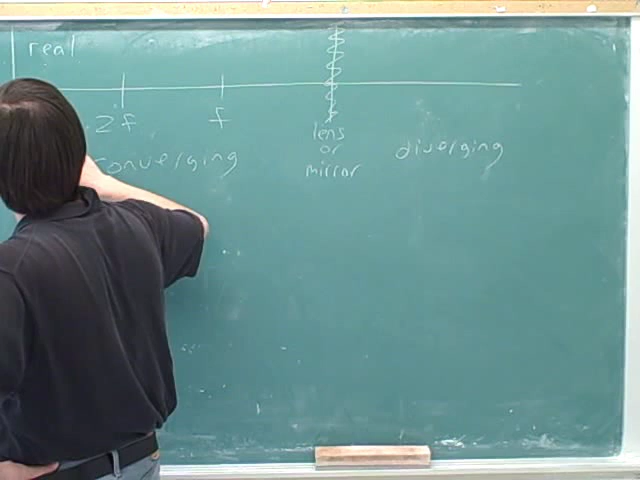 real
2f f
converging
diverging
lens
or
mirror